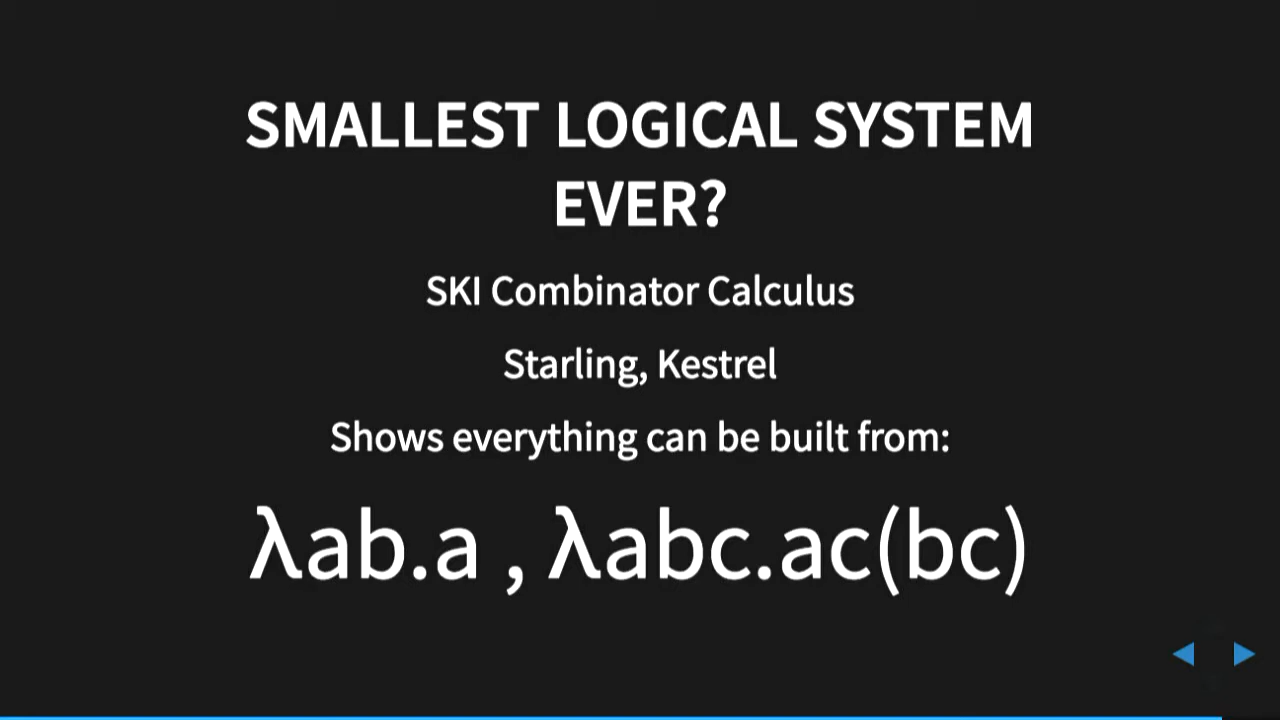 SMALLEST LOGICAL SYSTEM
EVER?
SKI Combinator Calculus
Starling, Kestrel
Shows everything can be built from:
λab.a , λabc.ac(bc)